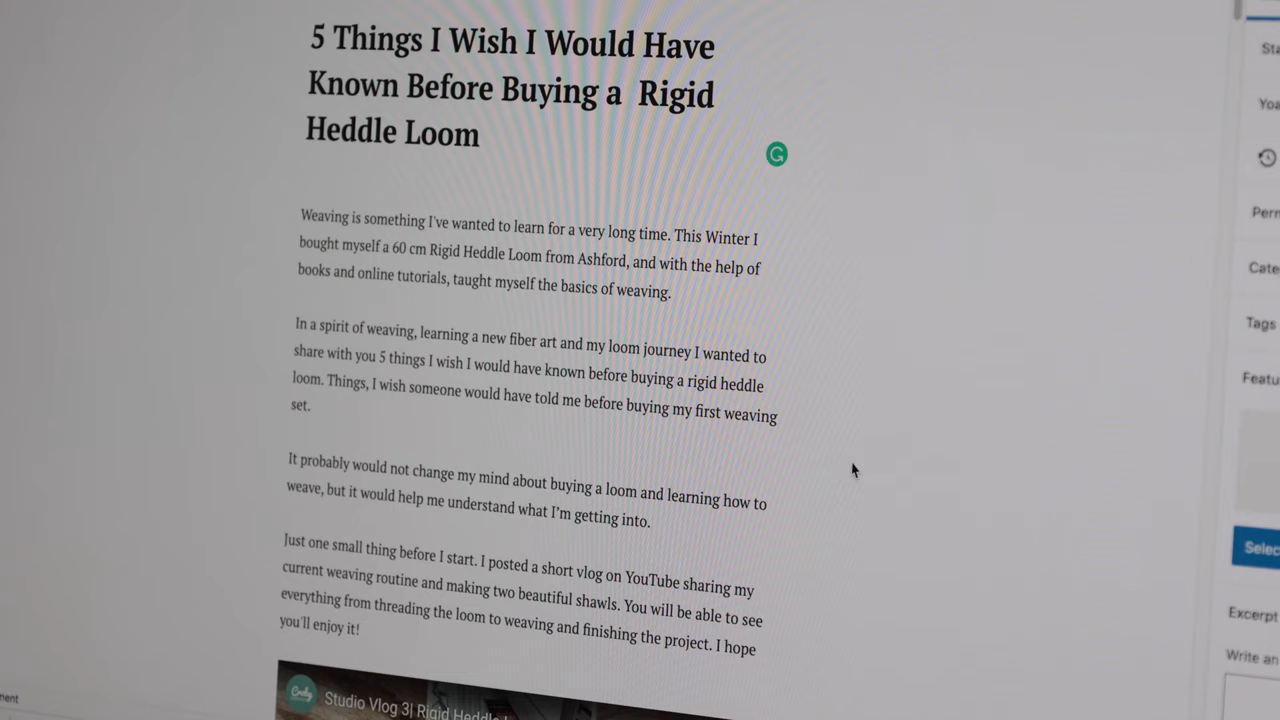 5 Things I Wish I Would Have
Known Before Buying a Rigid
Heddle Loom
Weaving is something I've wanted to learn for a very long time. This Winter I
bought myself a 60 cm Rigid Heddle Loom from Ashford, and with the help of
books and online tutorials, taught myself the basics of weaving.
In a spirit of weaving, learning a new fiber art and my loom journey I wanted to
share with you 5 things I wish I would have known before buying a rigid heddle
loom. Things, I wish someone would have told me before buying my first weaving
set.
It probably would not change my mind about buying a loom and learning how to
weave, but it would help me understand what I'm getting into.
Just one small thing before I start. I posted a short vlog on YouTube sharing my
current weaving routine and making two beautiful shawls. You will be able to see
everything from threading the loom to weaving and finishing the project. I hope
you'll enjoy it!
Studio Vlog 3| Rigid Heddle
Tags
Excerpt